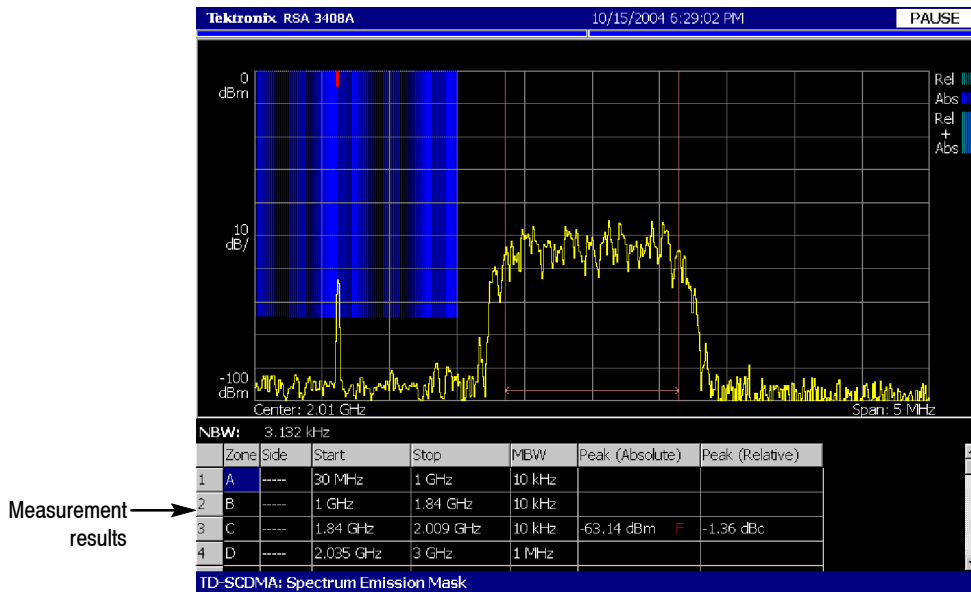 Tektronix RSA 3408A 10/15/2004 6:29:02 PM PAUSE
0
dBm
Rel
Abs
Rel
+
Abs
10
dB/
-100
dBm
Center: 2.01 GHz Span: 5 MHz
NBW: 3.132 kHz
Zone Side Start Stop MBW Peak (Absolute) Peak (Relative)
1 A ----- 30 MHz 1 GHz 10 kHz
2 B ----- 1 GHz 1.84 GHz 10 kHz
3 C ----- 1.84 GHz 2.009 GHz 10 kHz -63.14 dBm F -1.36 dBc
4 D ----- 2.035 GHz 3 GHz 1 MHz
TD-SCDMA: Spectrum Emission Mask
Measurement
results